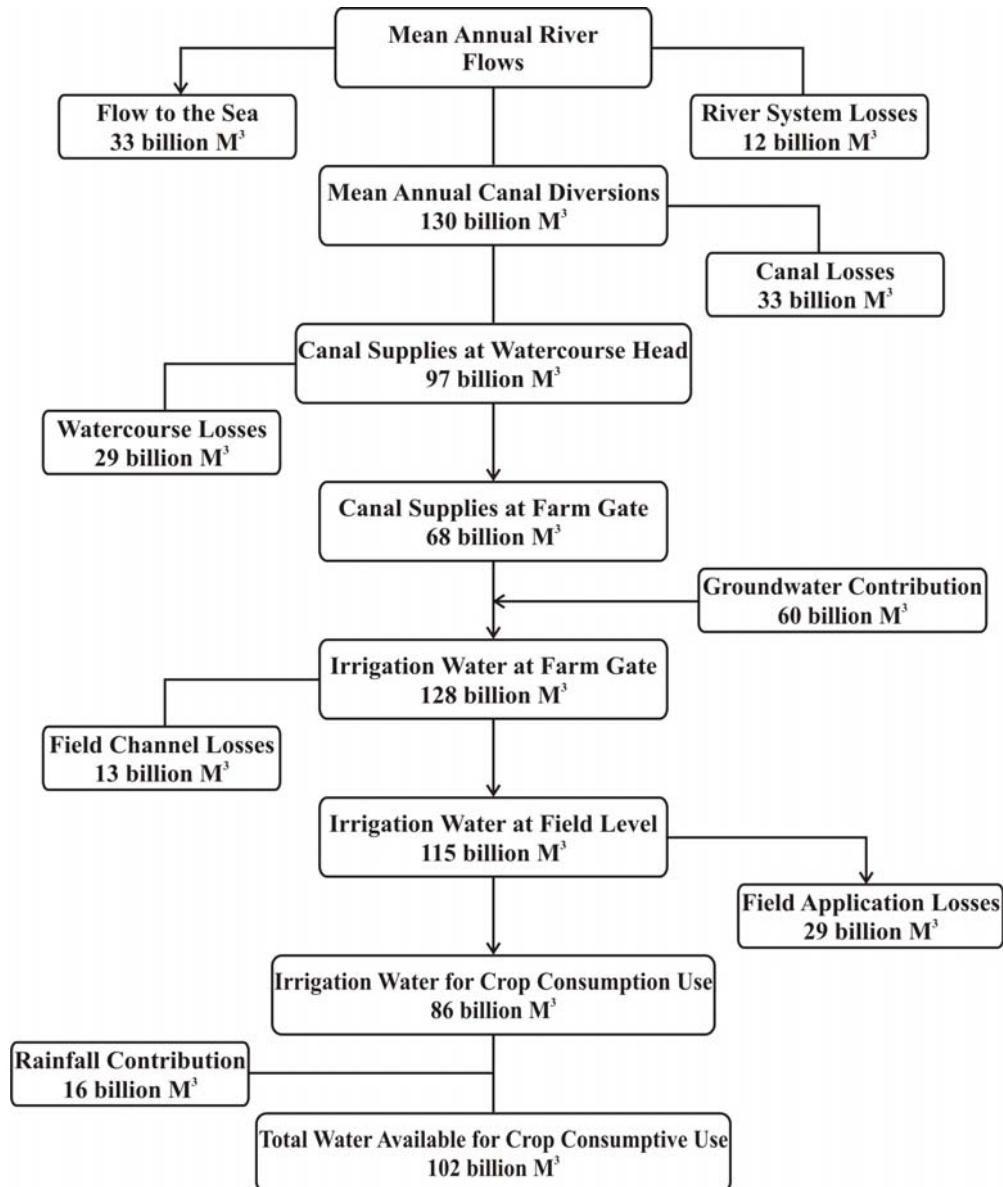 Mean Annual River
Flows
Flow to the Sea
33 billion M³
River System Losses
12 billion M³
Mean Annual Canal Diversions
130 billion M³
Canal Losses
33 billion M³
Canal Supplies at Watercourse Head
97 billion M³
Watercourse Losses
29 billion M³
Canal Supplies at Farm Gate
68 billion M³
Groundwater Contribution
60 billion M³
Irrigation Water at Farm Gate
128 billion M³
Field Channel Losses
13 billion M³
Irrigation Water at Field Level
115 billion M³
Field Application Losses
29 billion M³
Irrigation Water for Crop Consumption Use
86 billion M³
Rainfall Contribution
16 billion M³
Total Water Available for Crop Consumptive Use
102 billion M³